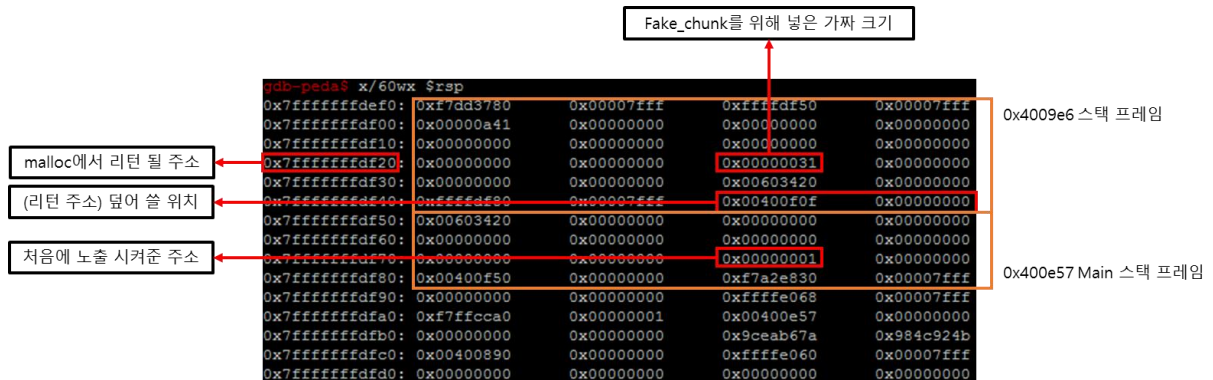 Fake_chunk를 위해 넣은 가짜 크기
gdb-peda$ x/60wx $rsp
0x7fffffffdef0: 0xf7dd3780 0x00007fff 0xffffdf50 0x00007fff
0x4009e6 스택 프레임
0x7fffffffdf00: 0x00000a41 0x00000000 0x00000000 0x00000000
0x7fffffffdf10: 0x00000000 0x00000000 0x00000000 0x00000000
malloc에서 리턴 될 주소
0x7fffffffdf20: 0x00000000 0x00000000 0x00000031 0x00000000
0x7fffffffdf30: 0x00000000 0x00000000 0x00603420 0x00000000
(리턴 주소) 덮어 쓸 위치
0x7fffffffdf40: 0xffffdf80 0x00007fff 0x00400f0f 0x00000000
0x7fffffffdf50: 0x00603420 0x00000000 0x00000000 0x00000000
0x7fffffffdf60: 0x00000000 0x00000000 0x00000000 0x00000000
처음에 노출 시켜준 주소
0x7fffffffdf70: 0x00000000 0x00000000 0x00000001 0x00000000
0x400e57 Main 스택 프레임
0x7fffffffdf80: 0x00400f50 0x00000000 0xf7a2e830 0x00007fff
0x7fffffffdf90: 0x00000000 0x00000000 0xffffe068 0x00007fff
0x7fffffffdfa0: 0xf7ffcca0 0x00000001 0x00400e57 0x00000000
0x7fffffffdfb0: 0x00000000 0x00000000 0x9ceab67a 0x984c924b
0x7fffffffdfc0: 0x00400890 0x00000000 0xffffe060 0x00007fff
0x7fffffffdfd0: 0x00000000 0x00000000 0x00000000 0x00000000